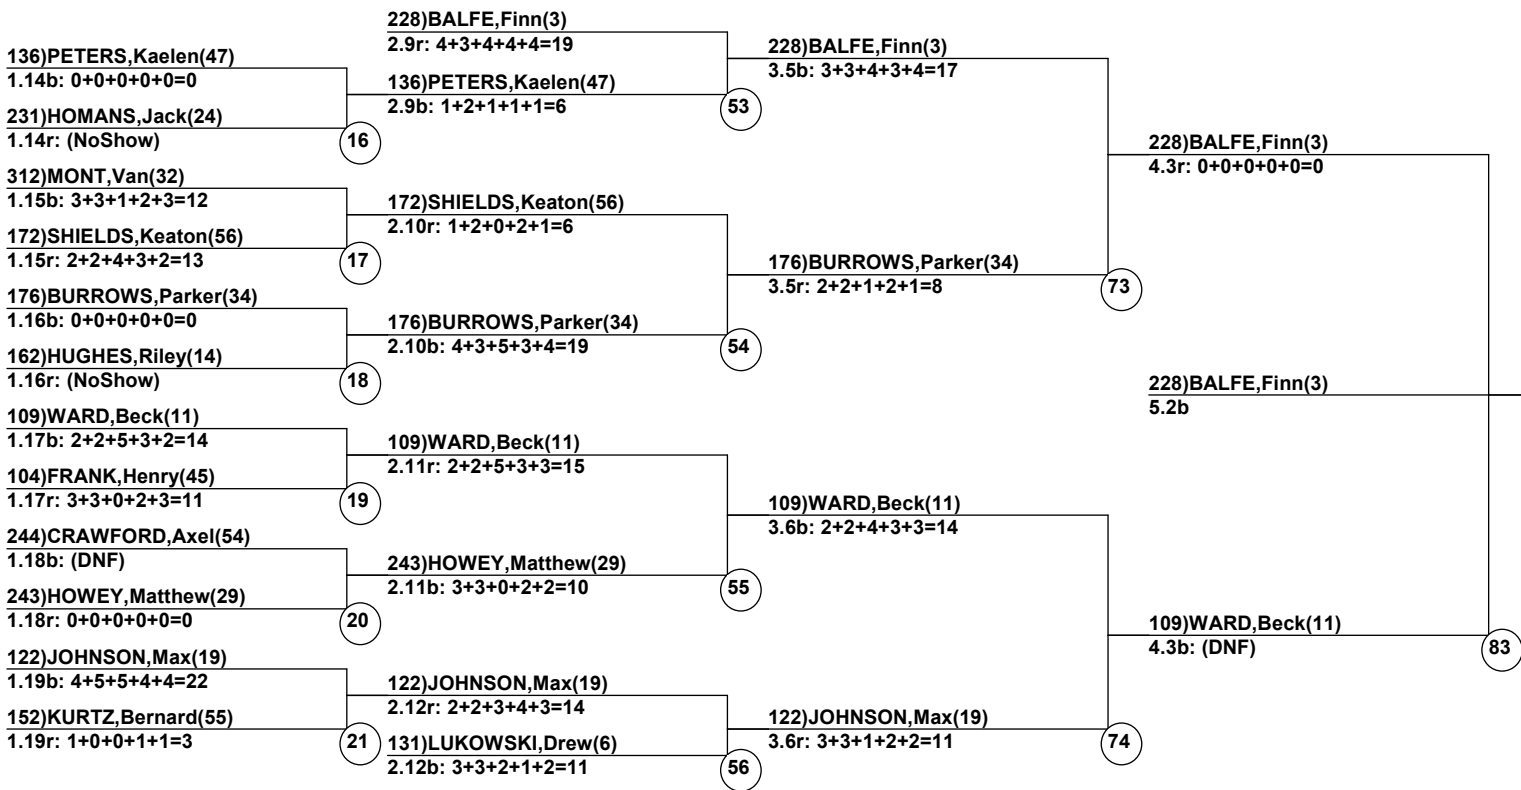 136)PETERS,Kaelen(47)
1.14b: 0+0+0+0+0=0
231)HOMANS,Jack(24)
1.14r: (NoShow)
16
312)MONT,Van(32)
1.15b: 3+3+1+2+3=12
172)SHIELDS,Keaton(56)
1.15r: 2+2+4+3+2=13
17
176)BURROWS,Parker(34)
1.16b: 0+0+0+0+0=0
162)HUGHES,Riley(14)
1.16r: (NoShow)
18
109)WARD,Beck(11)
1.17b: 2+2+5+3+2=14
104)FRANK,Henry(45)
1.17r: 3+3+0+2+3=11
19
244)CRAWFORD,Axel(54)
1.18b: (DNF)
243)HOWEY,Matthew(29)
1.18r: 0+0+0+0+0=0
20
122)JOHNSON,Max(19)
1.19b: 4+5+5+4+4=22
152)KURTZ,Bernard(55)
1.19r: 1+0+0+1+1=3
21
228)BALFE,Finn(3)
2.9r: 4+3+4+4+4=19
136)PETERS,Kaelen(47)
2.9b: 1+2+1+1+1=6
53
172)SHIELDS,Keaton(56)
2.10r: 1+2+0+2+1=6
176)BURROWS,Parker(34)
2.10b: 4+3+5+3+4=19
54
109)WARD,Beck(11)
2.11r: 2+2+5+3+3=15
243)HOWEY,Matthew(29)
2.11b: 3+3+0+2+2=10
55
122)JOHNSON,Max(19)
2.12r: 2+2+3+4+3=14
131)LUKOWSKI,Drew(6)
2.12b: 3+3+2+1+2=11
56
228)BALFE,Finn(3)
3.5b: 3+3+4+3+4=17
176)BURROWS,Parker(34)
3.5r: 2+2+1+2+1=8
73
109)WARD,Beck(11)
3.6b: 2+2+4+3+3=14
122)JOHNSON,Max(19)
3.6r: 3+3+1+2+2=11
74
228)BALFE,Finn(3)
4.3r: 0+0+0+0+0=0
109)WARD,Beck(11)
4.3b: (DNF)
83
228)BALFE,Finn(3)
5.2b